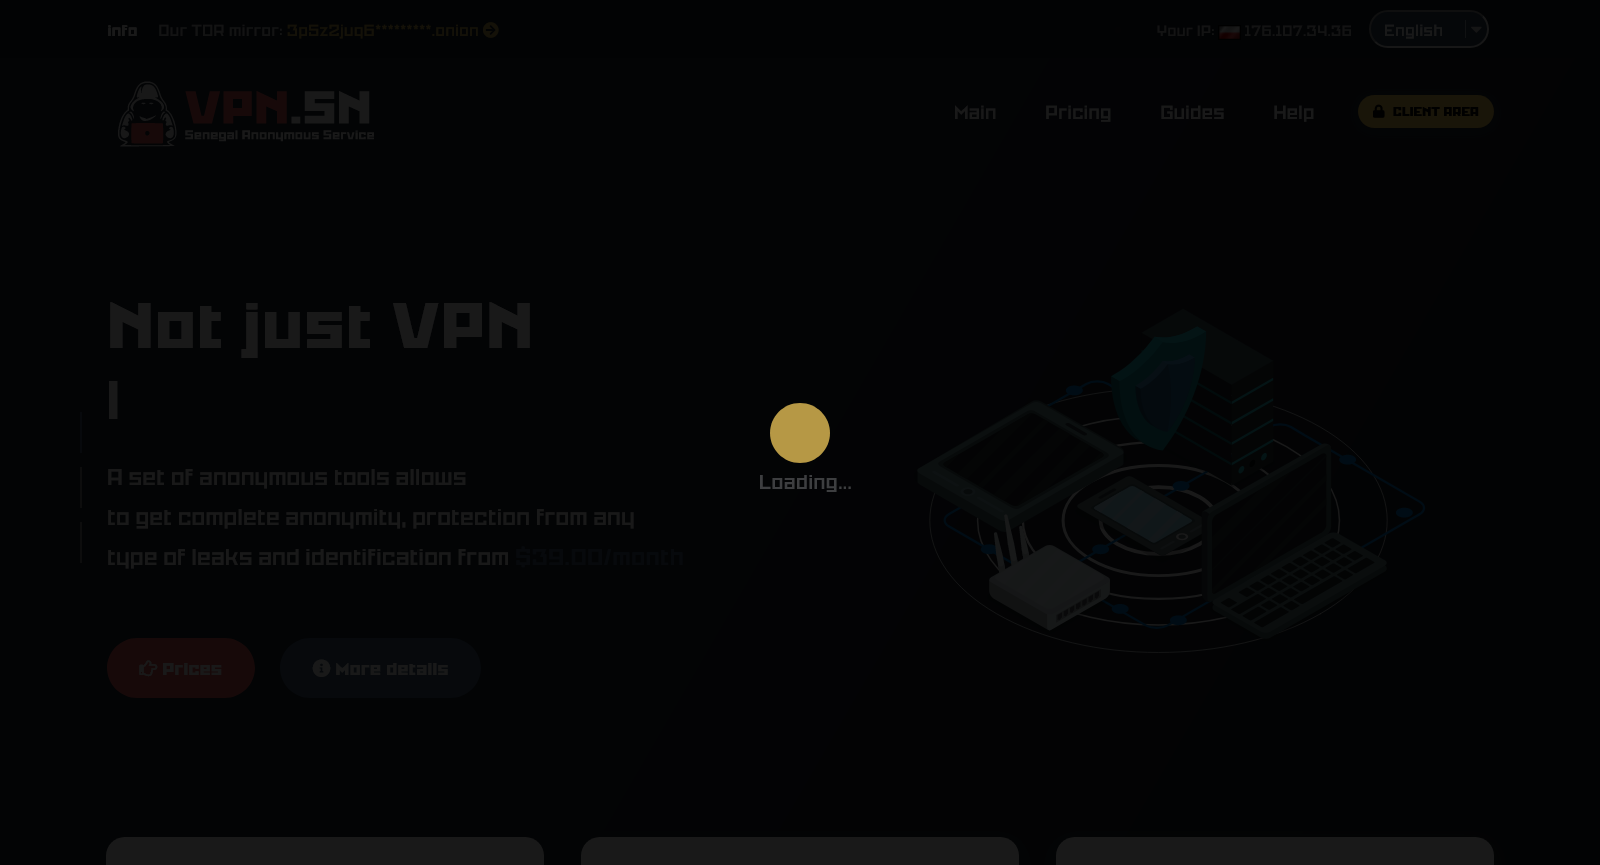 Info Our TOR mirror: 3p5z2juq6*********.onion
Your IP: 176.107.34.36 English
VPN.SN
Senegal Anonymous Service
Main Pricing Guides Help CLIENT AREA
Not just VPN
A set of anonymous tools allows
to get complete anonymity, protection from any
type of leaks and identification from $39.00/month
Loading...
Prices More details